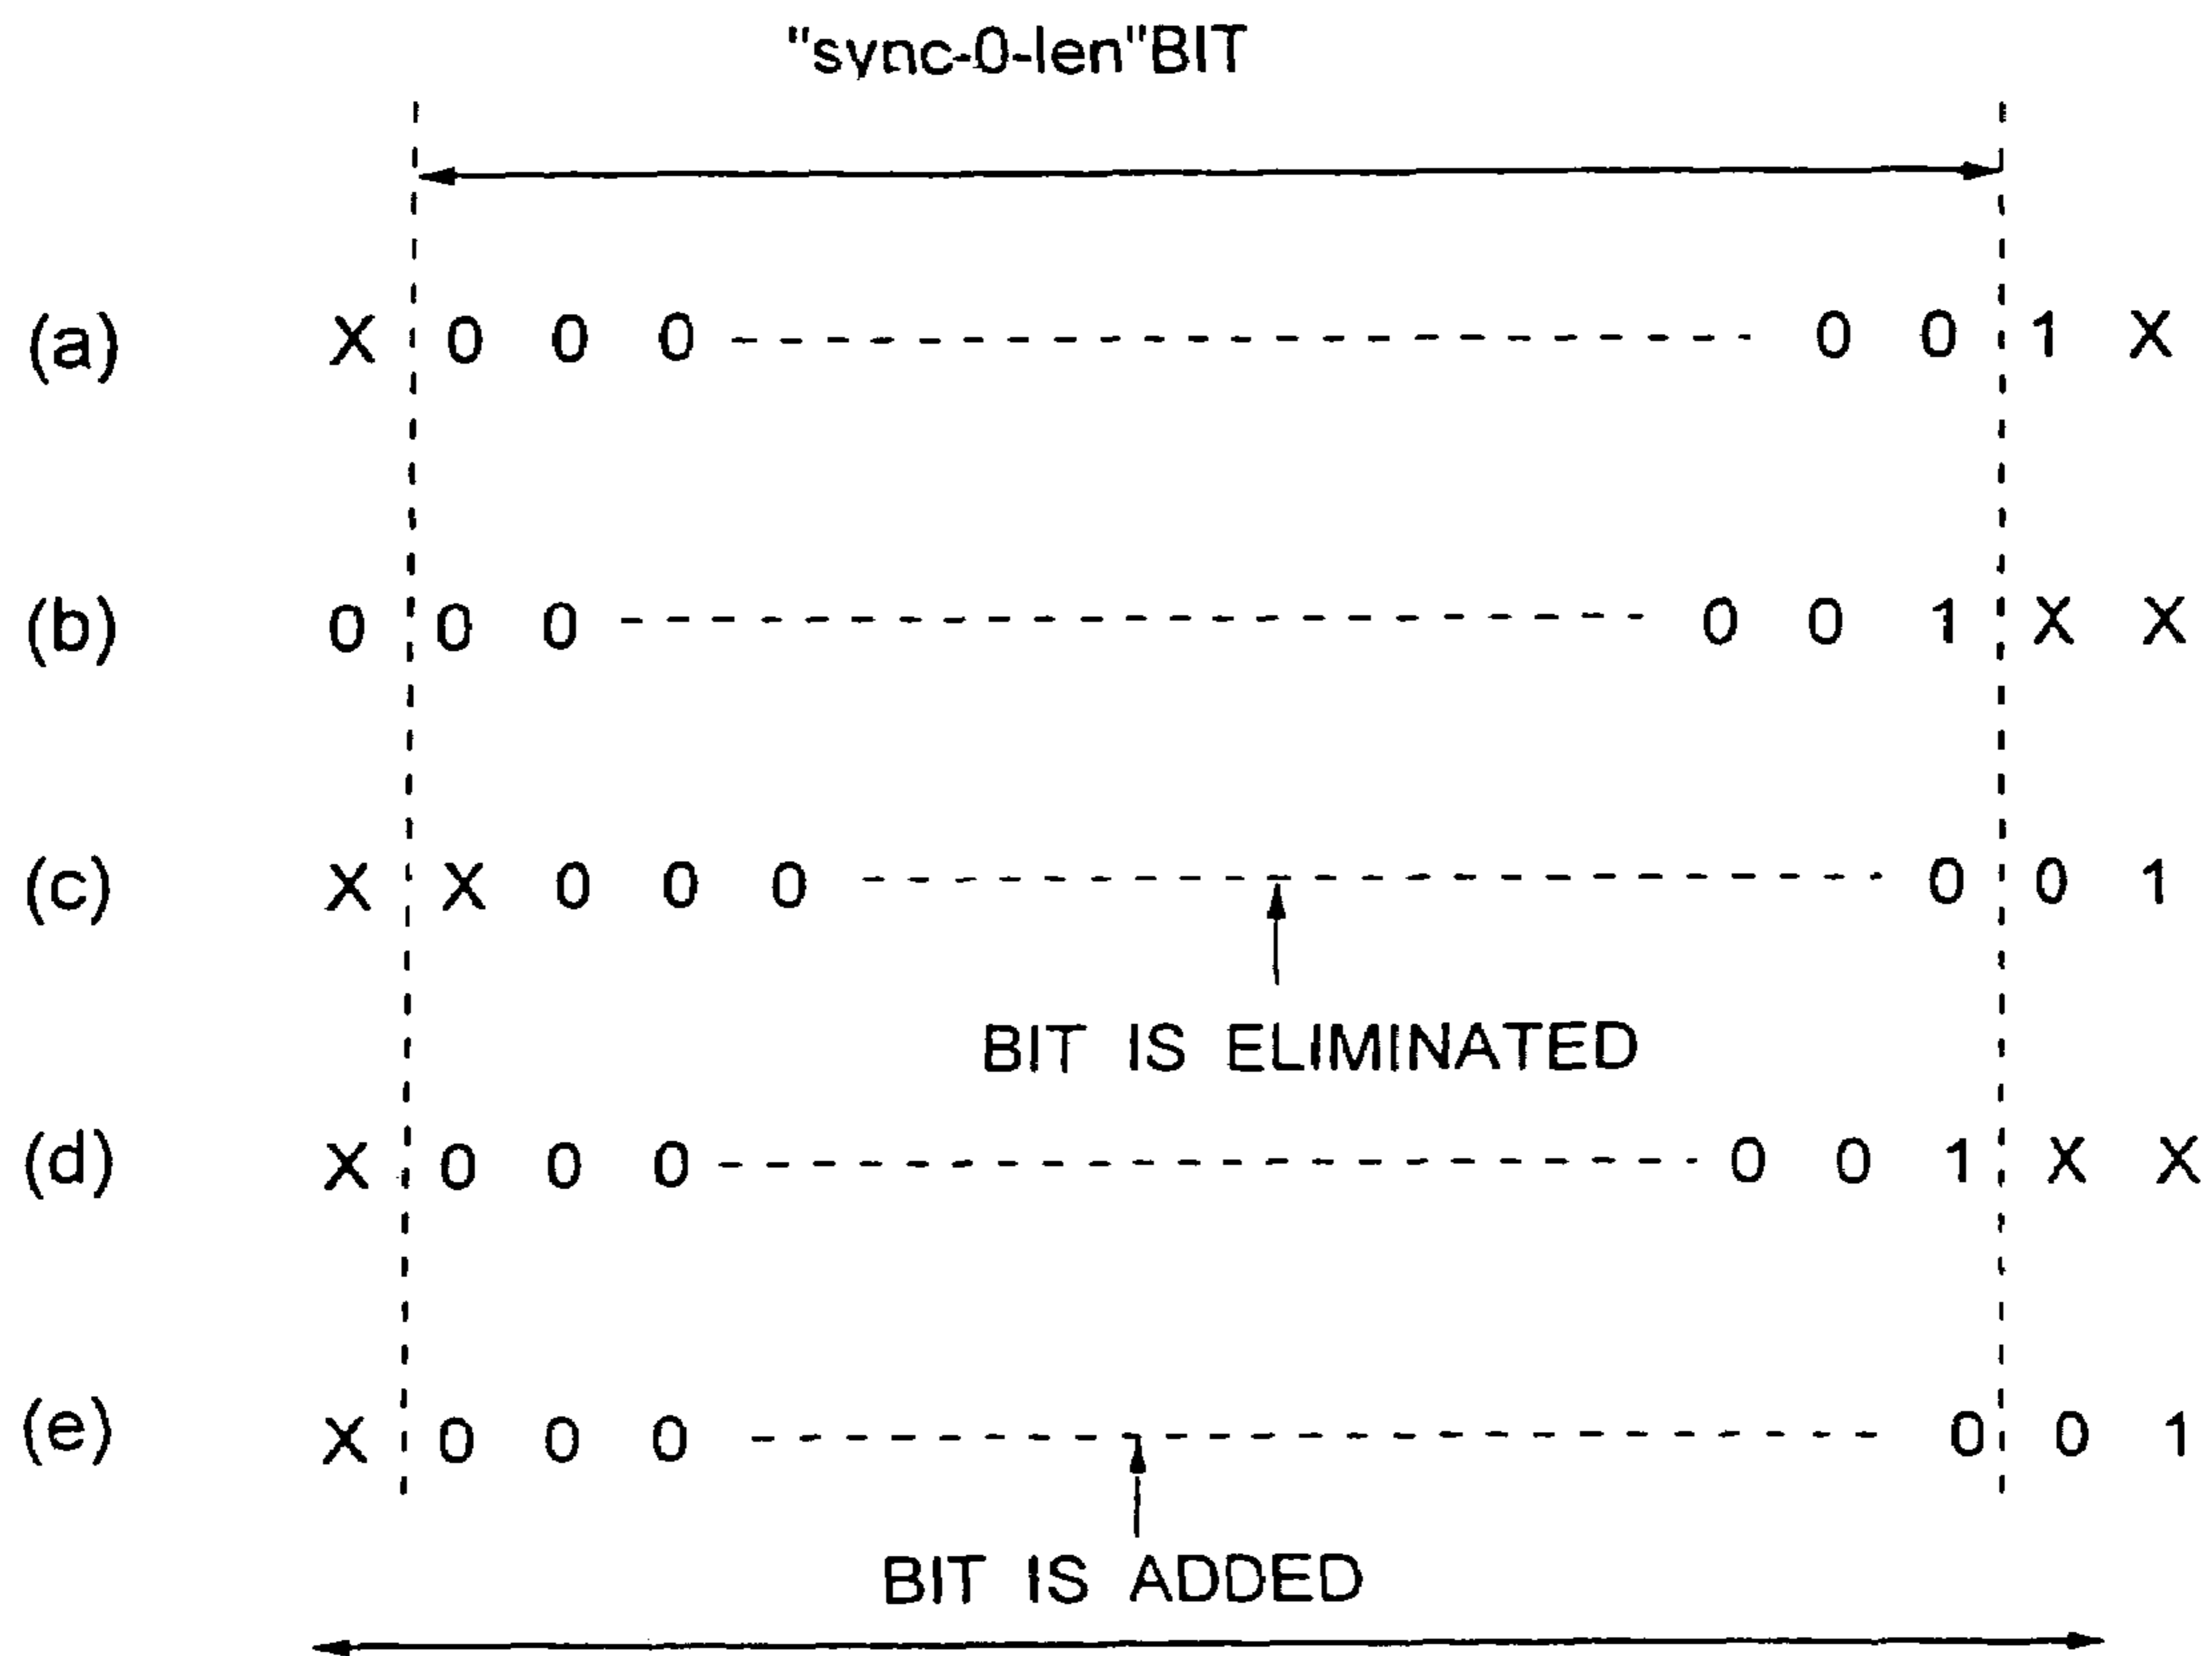 "sync-0-len"BIT
(a) X 0 0 0 0 0 1 X
(b) 0 0 0 0 0 1 X X
(c) X X 0 0 0 0 0 1
BIT IS ELIMINATED
(d) X 0 0 0 0 0 1 X X
(e) X 0 0 0 0 0 1
BIT IS ADDED